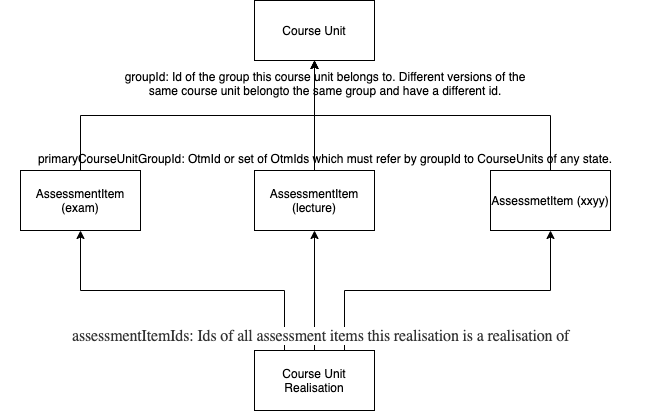 Course Unit
groupId: Id of the group this course unit belongs to. Different versions of the
same course unit belongto the same group and have a different id.
primaryCourseUnitGroupId: OtmId or set of OtmIds which must refer by groupId to CourseUnits of any state.
AssessmentItem
(exam)
AssessmentItem
(lecture)
AssessmetItem (xxyy)
assessmentItemIds: Ids of all assessment items this realisation is a realisation of
Course Unit
Realisation